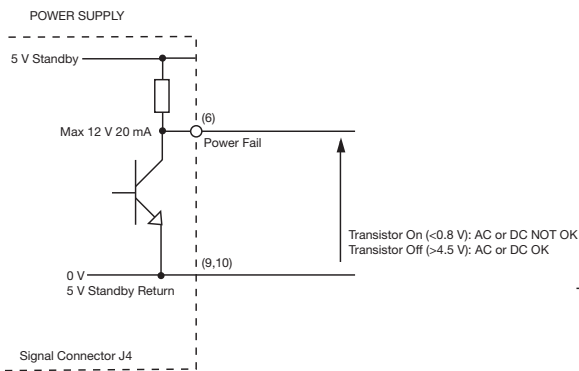 POWER SUPPLY
5 V Standby
(6)
Max 12 V 20 mA
Power Fail
Transistor On (<0.8 V): AC or DC NOT OK
Transistor Off (>4.5 V): AC or DC OK
(9,10)
0 V
5 V Standby Return
Signal Connector J4